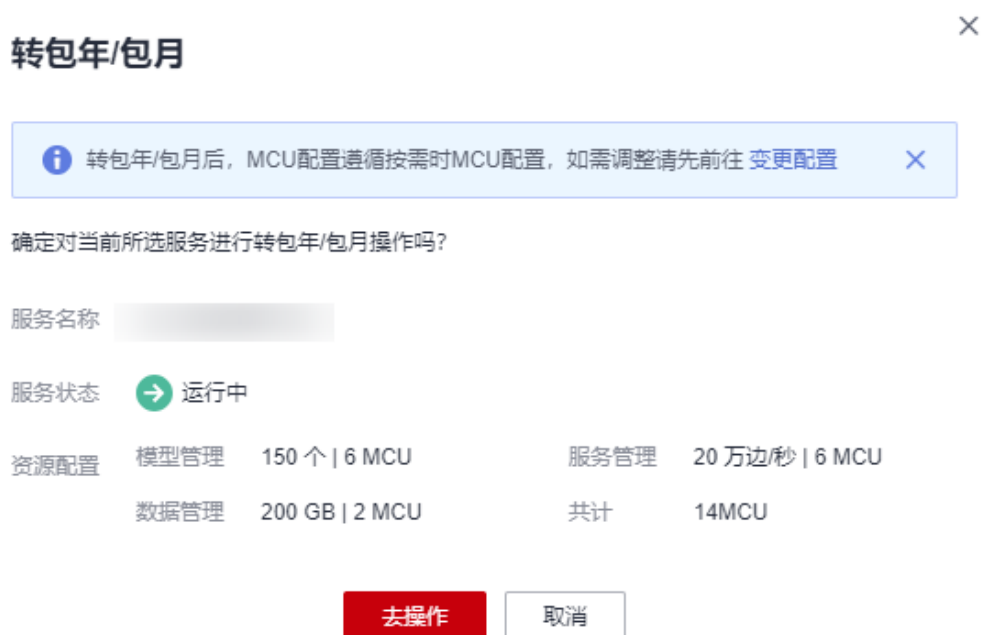 转包年/包月
转包年/包月后，MCU配置遵循按需时MCU配置，如需调整请先前往 变更配置
确定对当前所选服务进行转包年/包月操作吗？
服务名称
服务状态 运行中
资源配置 模型管理 150 个 | 6 MCU 服务管理 20 万边/秒 | 6 MCU
数据管理 200 GB | 2 MCU 共计 14MCU
去操作 取消